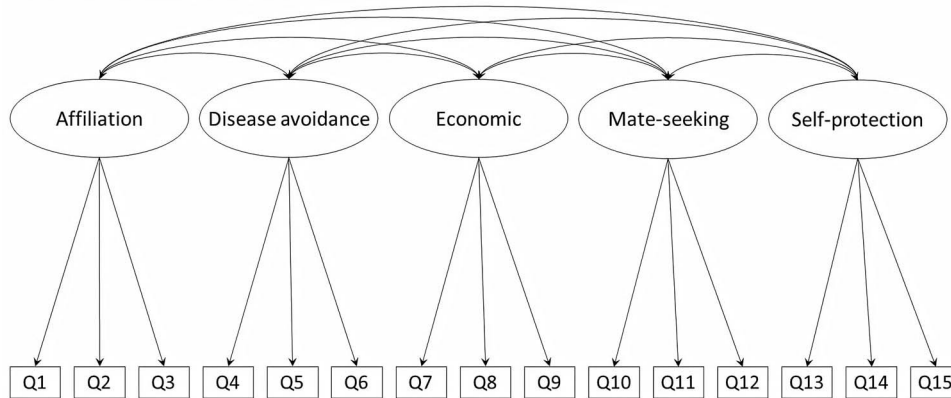 Affiliation Disease avoidance Economic Mate-seeking Self-protection
Q1 Q2 Q3 Q4 Q5 Q6 Q7 Q8 Q9 Q10 Q11 Q12 Q13 Q14 Q15